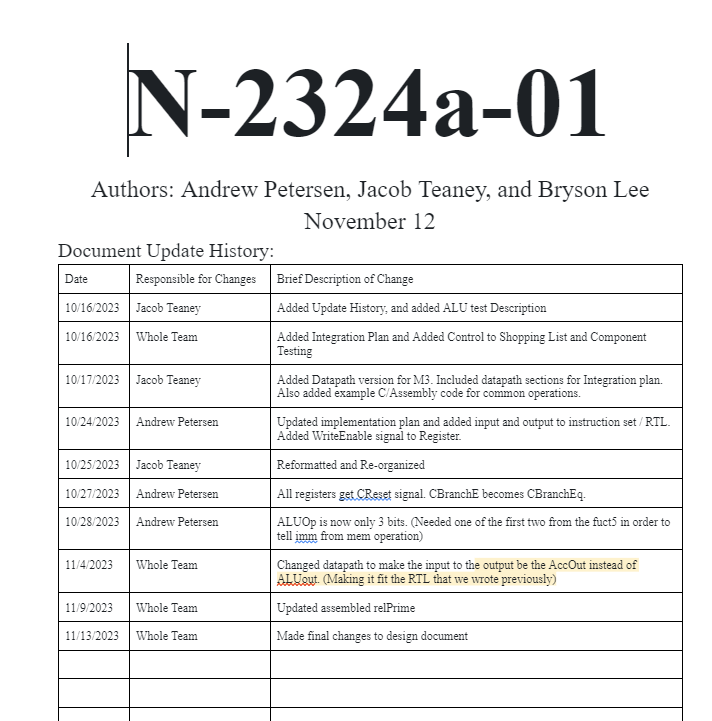 N-2324a-01
Authors: Andrew Petersen, Jacob Teaney, and Bryson Lee
November 12
Document Update History:
Date Responsible for Changes Brief Description of Change
10/16/2023 Jacob Teaney Added Update History, and added ALU test Description
10/16/2023 Whole Team Added Integration Plan and Added Control to Shopping List and Component
Testing
10/17/2023 Jacob Teaney Added Datapath version for M3. Included datapath sections for Integration plan.
Also added example C/Assembly code for common operations.
10/24/2023 Andrew Petersen Updated implementation plan and added input and output to instruction set / RTL.
Added WriteEnable signal to Register.
10/25/2023 Jacob Teaney Reformatted and Re-organized
10/27/2023 Andrew Petersen All registers get CReset signal. CBranchE becomes CBranchEq.
10/28/2023 Andrew Petersen ALUOp is now only 3 bits. (Needed one of the first two from the fuct5 in order to
tell imm from mem operation)
11/4/2023 Whole Team Changed datapath to make the input to the output be the AccOut instead of
ALUout. (Making it fit the RTL that we wrote previously)
11/9/2023 Whole Team Updated assembled relPrime
11/13/2023 Whole Team Made final changes to design document